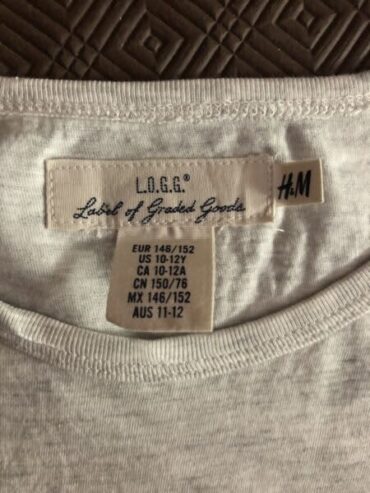 L.O.G.G.®
Label of Graded Goods
H&M
EUR 146/152
US 10-12Y
CA 10-12A
CN 150/76
MX 146/152
AUS 11-12